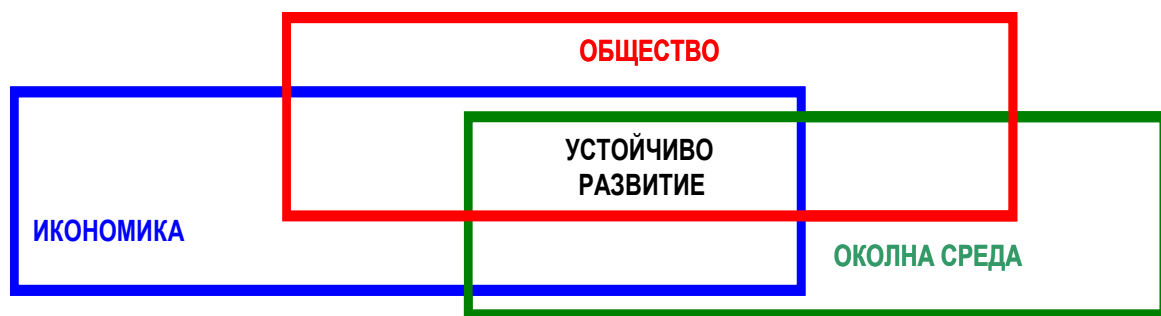 ОБЩЕСТВО
УСТОЙЧИВО
РАЗВИТИЕ
ИКОНОМИКА
ОКОЛНА СРЕДА